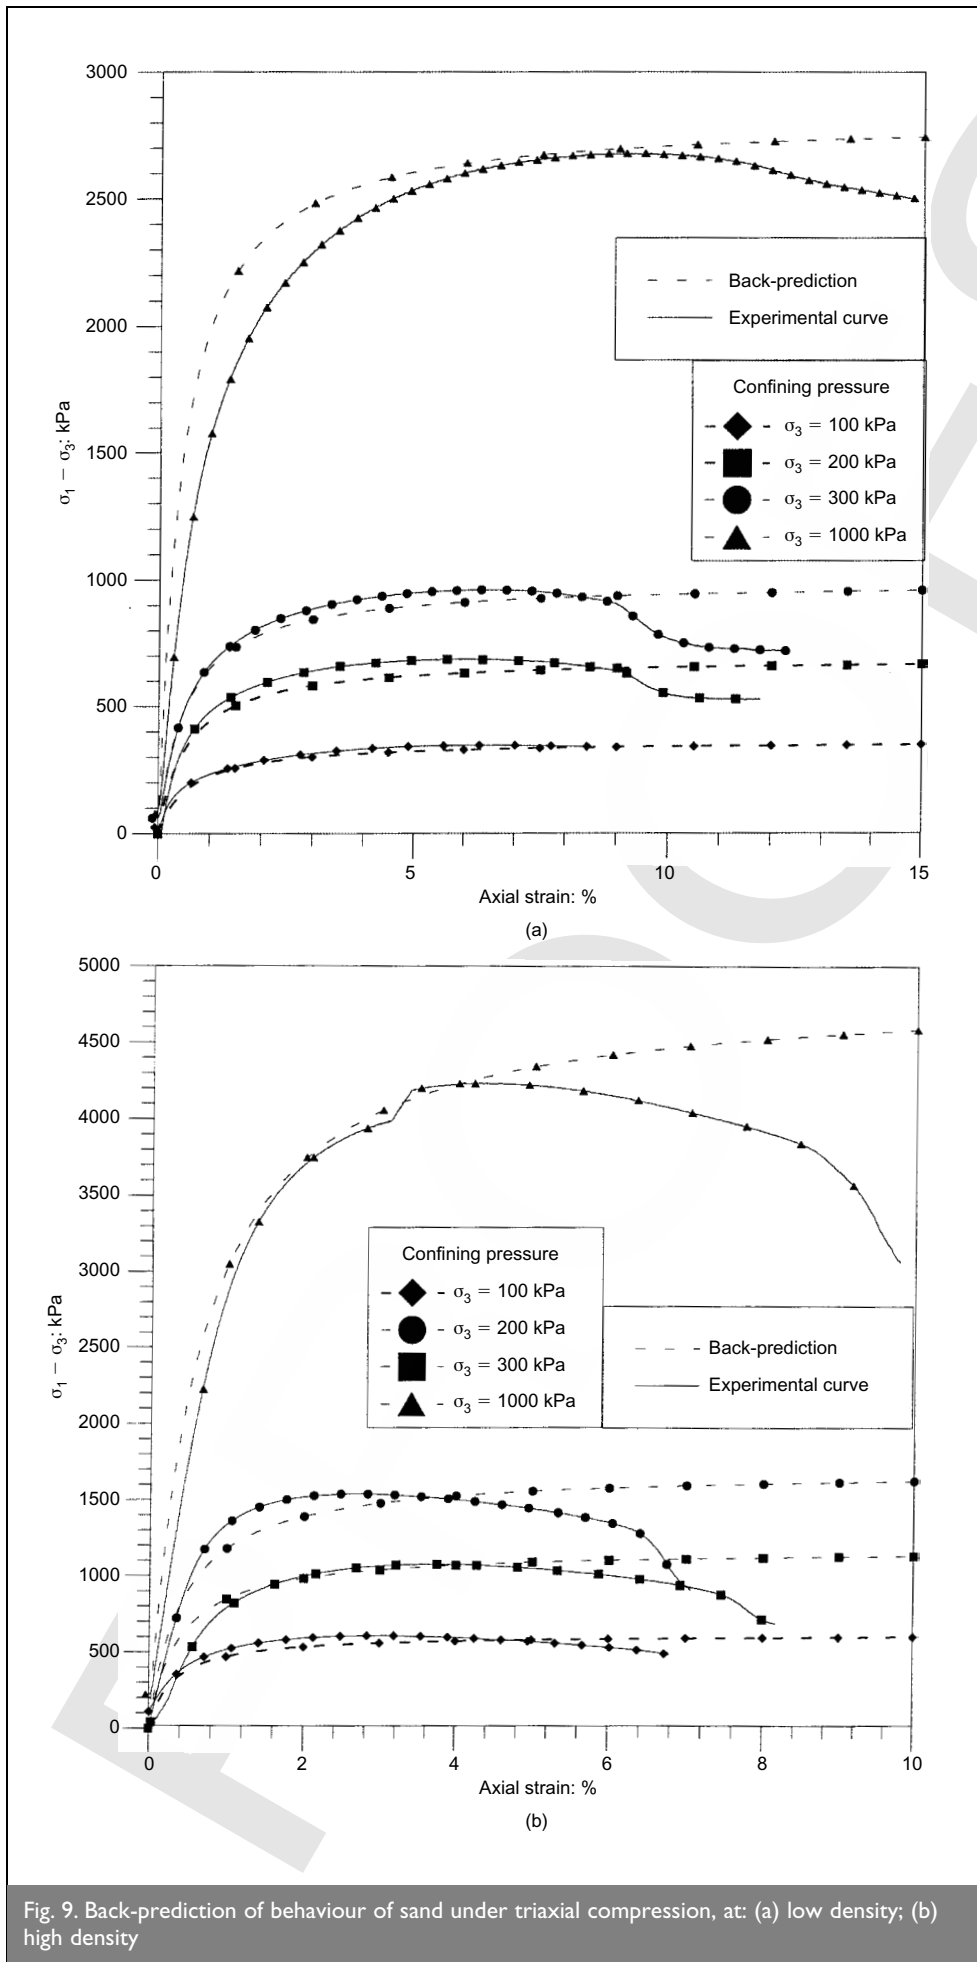 3000
2500
2000
1500
1000
500
0
σ1 − σ3: kPa
Back-prediction
Experimental curve
Confining pressure
σ3 = 100 kPa
σ3 = 200 kPa
σ3 = 300 kPa
σ3 = 1000 kPa
0 5 10 15
Axial strain: %
(a)
5000
4500
4000
3500
3000
2500
2000
1500
1000
500
0
σ1 − σ3: kPa
Confining pressure
σ3 = 100 kPa
σ3 = 200 kPa
σ3 = 300 kPa
σ3 = 1000 kPa
Back-prediction
Experimental curve
0 2 4 6 8 10
Axial strain: %
(b)
Fig. 9. Back-prediction of behaviour of sand under triaxial compression, at: (a) low density; (b)
high density